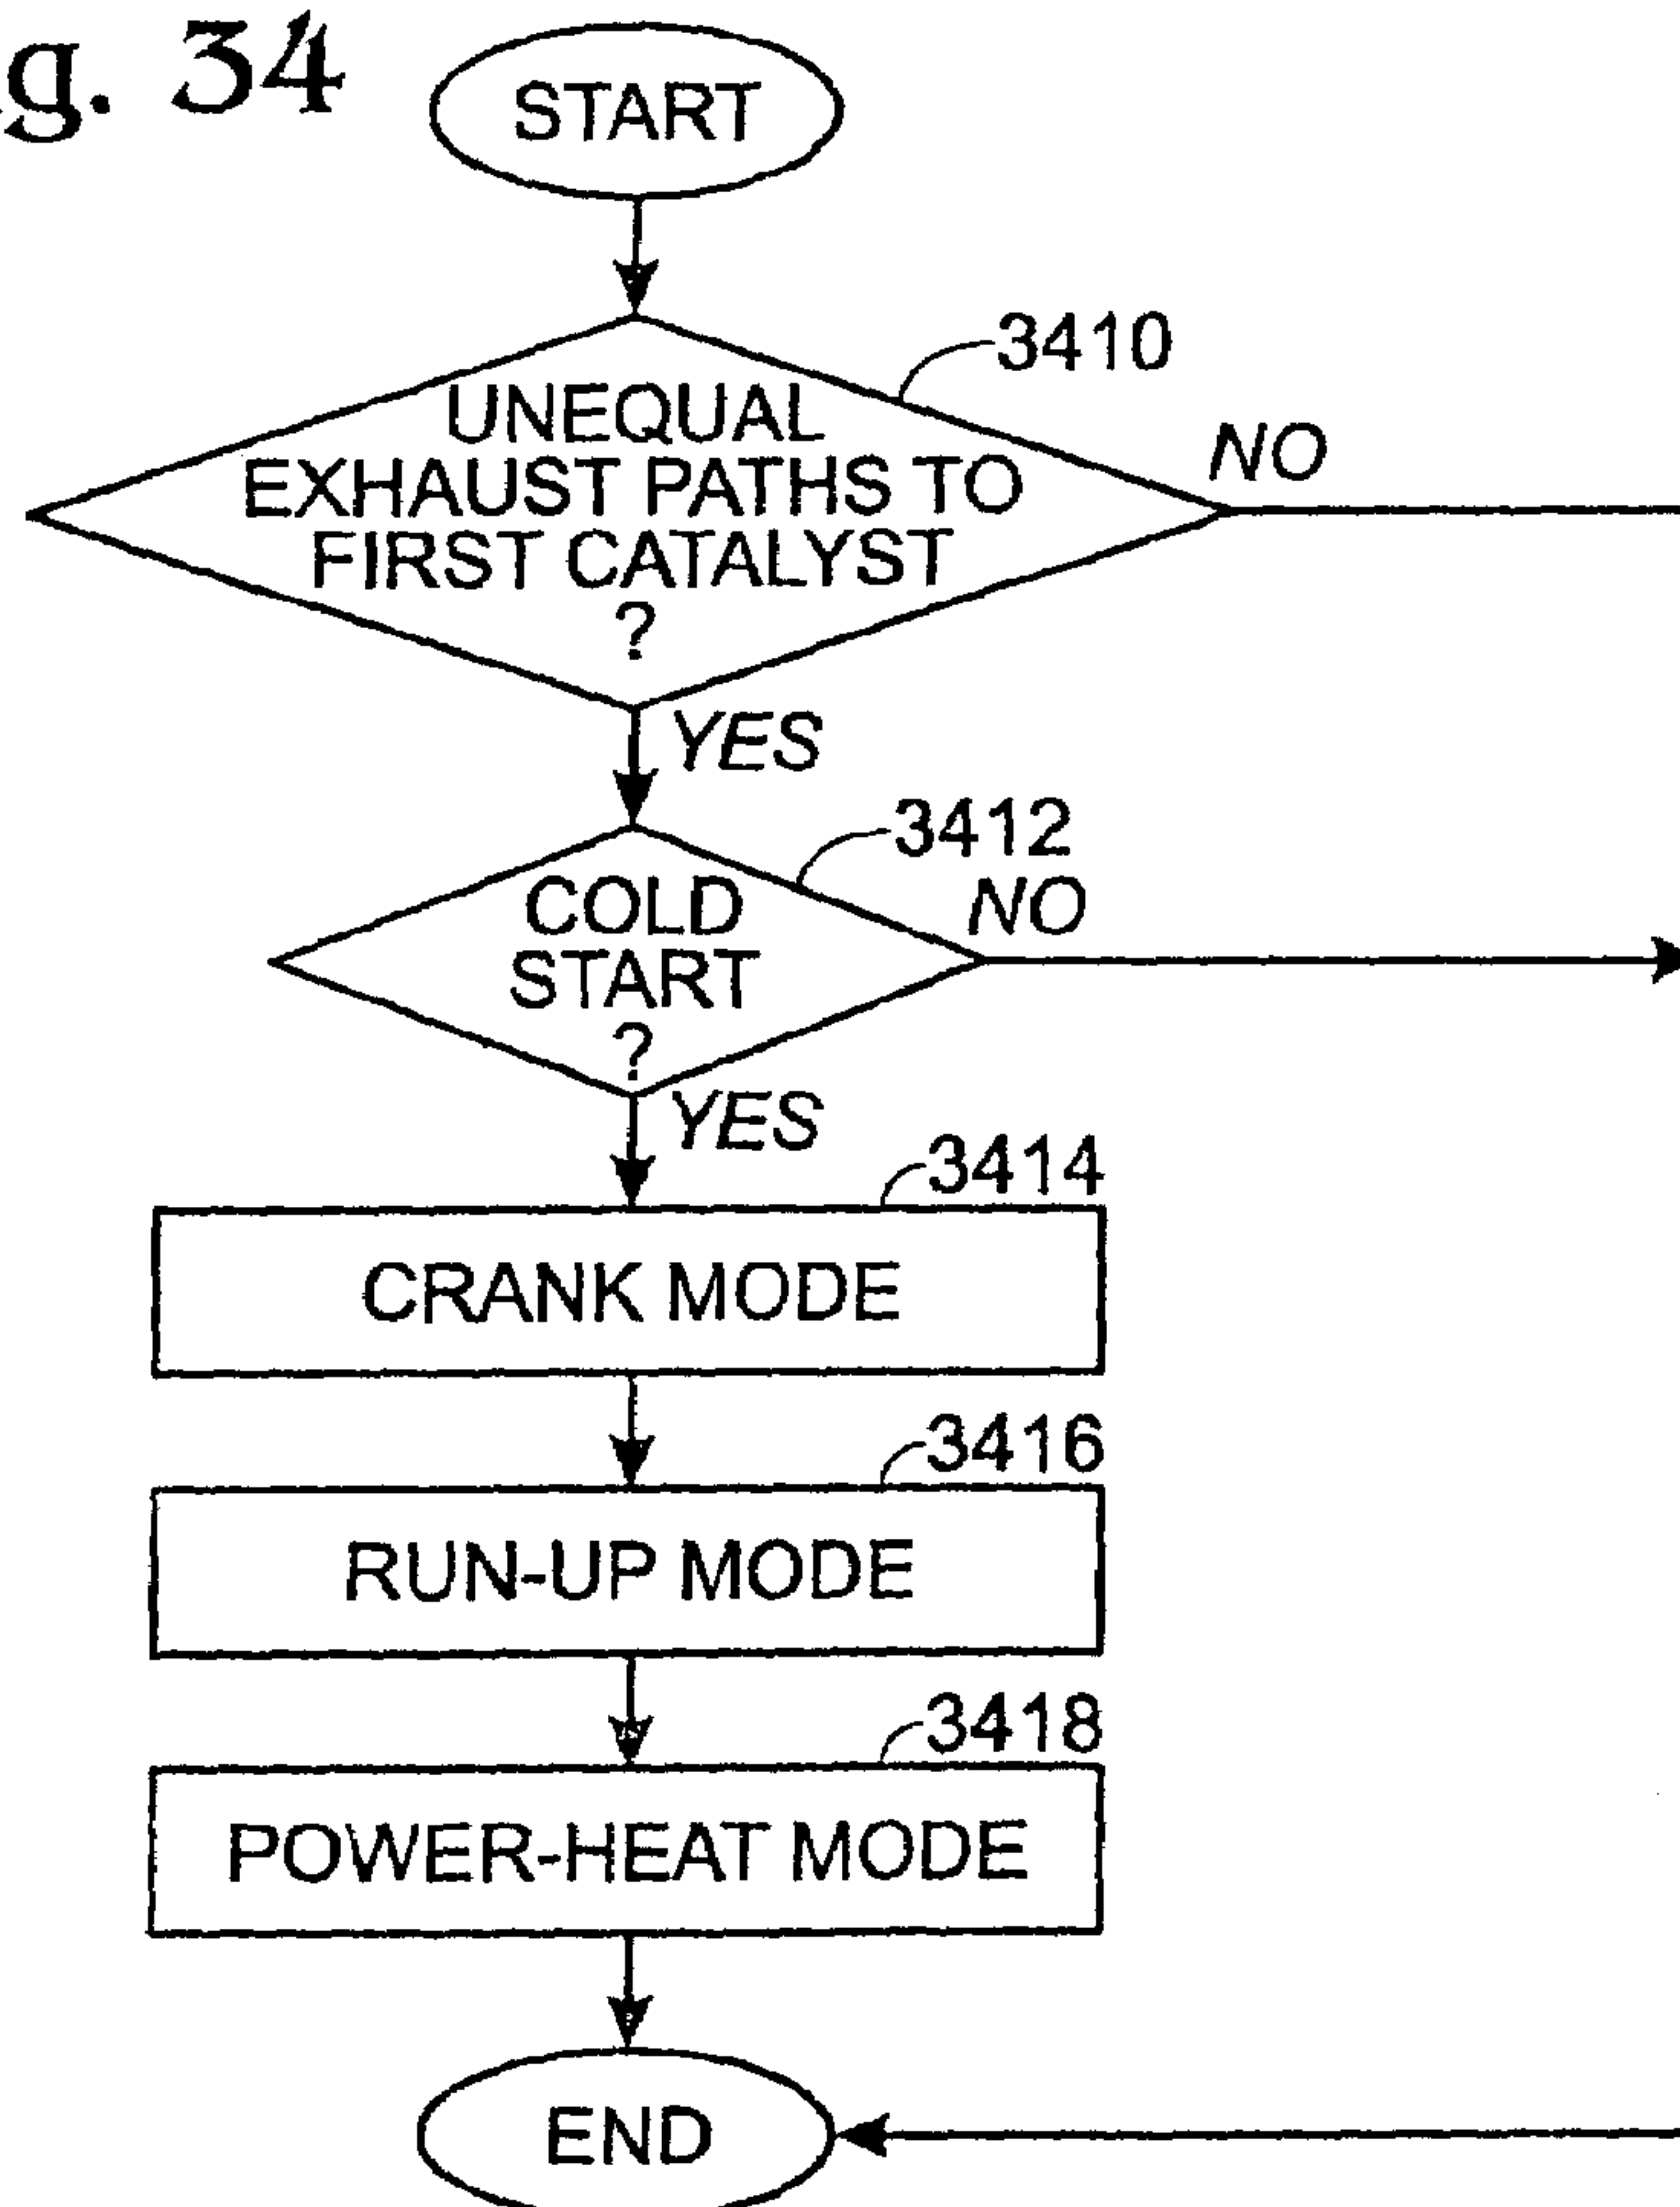 g. 34
START
3410
UNEQUAL
EXHAUST PATHS TO
FIRST CATALYST
?
NO
YES
3412
COLD
START
?
NO
YES
3414
CRANK MODE
3416
RUN-UP MODE
3418
POWER-HEAT MODE
END